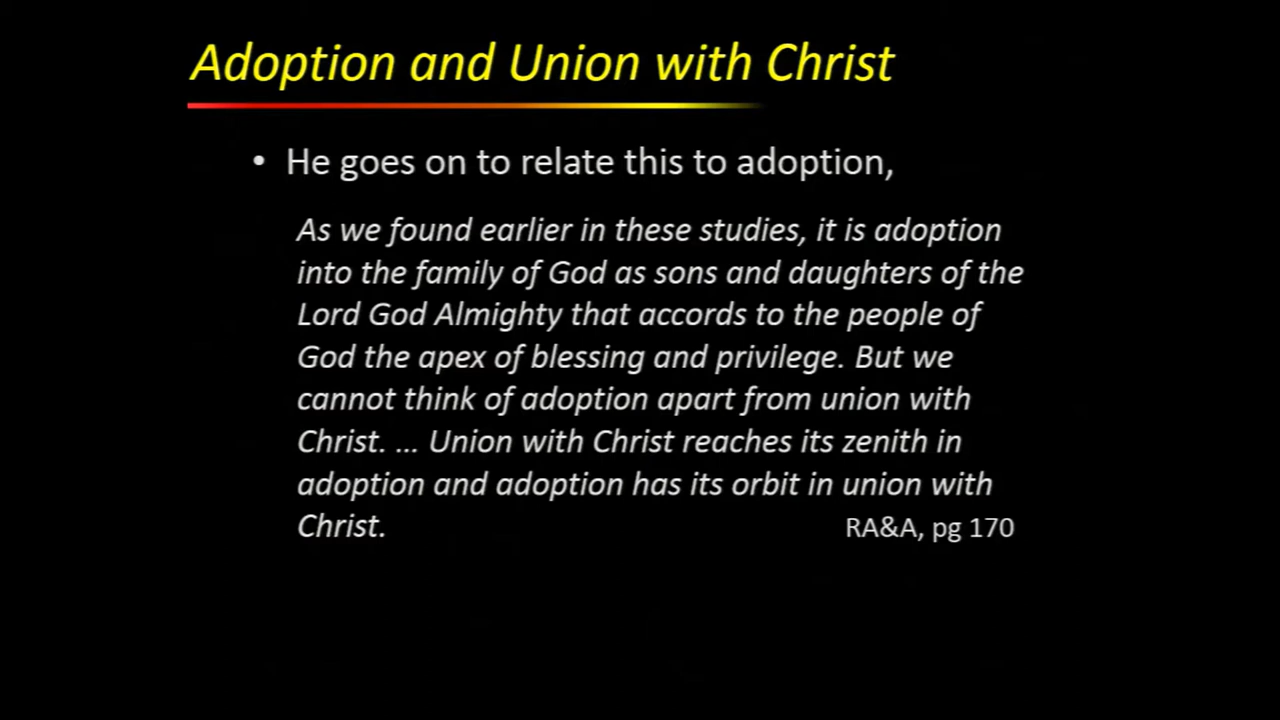 Adoption and Union with Christ
• He goes on to relate this to adoption,
As we found earlier in these studies, it is adoption
into the family of God as sons and daughters of the
Lord God Almighty that accords to the people of
God the apex of blessing and privilege. But we
cannot think of adoption apart from union with
Christ. ... Union with Christ reaches its zenith in
adoption and adoption has its orbit in union with
Christ. RA&A, pg 170